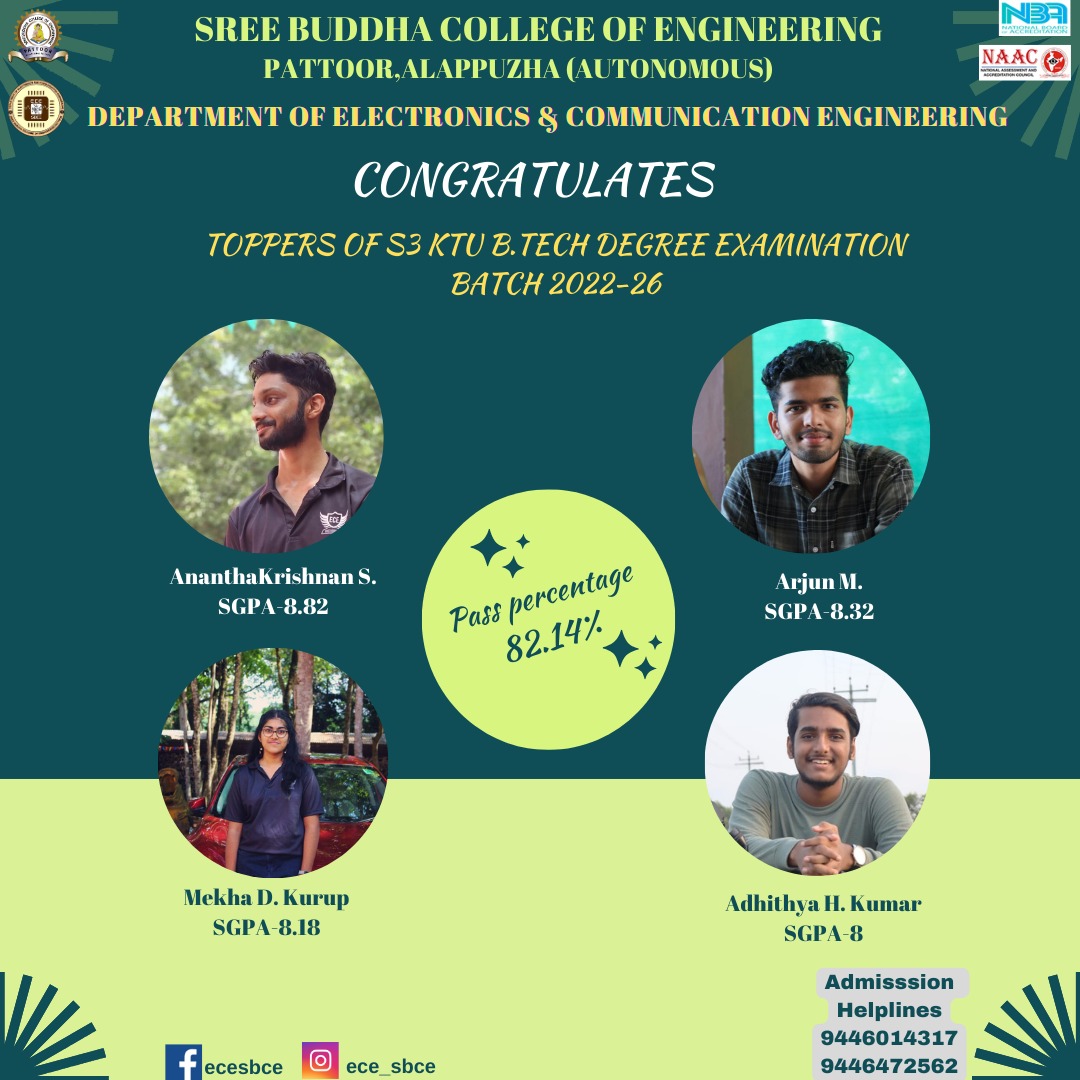 SREE BUDDHA COLLEGE OF ENGINEERING
PATTOOR,ALAPPUZHA (AUTONOMOUS)
NBA
NATIONAL BOARD
OF ACCREDITATION
NAAC
NATIONAL ASSESSMENT AND
ACCREDITATION COUNCIL
PATTOOR
DEPARTMENT OF ELECTRONICS & COMMUNICATION ENGINEERING
CONGRATULATES
TOPPERS OF S3 KTU B.TECH DEGREE EXAMINATION
BATCH 2022-26
ECE
AnanthaKrishnan S.
SGPA-8.82
Arjun M.
SGPA-8.32
Pass percentage
82.14%
Mekha D. Kurup
SGPA-8.18
Adhithya H. Kumar
SGPA-8
Admisssion
Helplines
9446014317
9446472562
ecesbce
ece_sbce